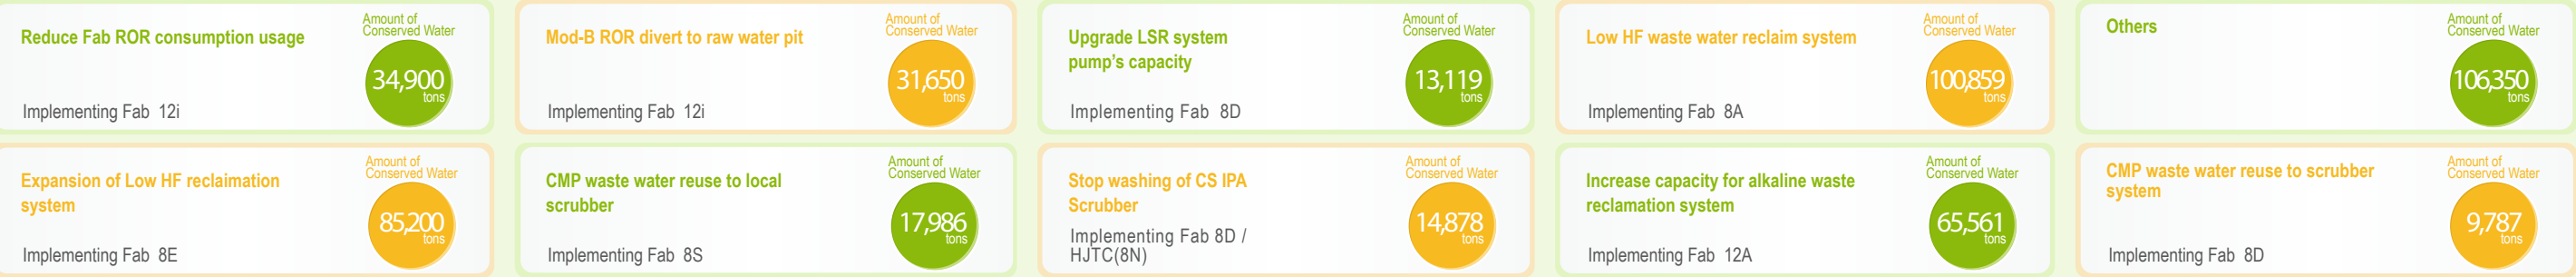 Reduce Fab ROR consumption usage
Amount of
Conserved Water
34,900
tons
Implementing Fab 12i
Mod-B ROR divert to raw water pit
Amount of
Conserved Water
31,650
tons
Implementing Fab 12i
Upgrade LSR system
pump's capacity
Amount of
Conserved Water
13,119
tons
Implementing Fab 8D
Low HF waste water reclaim system
Amount of
Conserved Water
100,859
tons
Implementing Fab 8A
Others
Amount of
Conserved Water
106,350
tons
Expansion of Low HF reclaimation
system
Amount of
Conserved Water
85,200
tons
Implementing Fab 8E
CMP waste water reuse to local
scrubber
Amount of
Conserved Water
17,986
tons
Implementing Fab 8S
Stop washing of CS IPA
Scrubber
Amount of
Conserved Water
14,878
tons
Implementing Fab 8D /
HJTC(8N)
Increase capacity for alkaline waste
reclamation system
Amount of
Conserved Water
65,561
tons
Implementing Fab 12A
CMP waste water reuse to scrubber
system
Amount of
Conserved Water
9,787
tons
Implementing Fab 8D